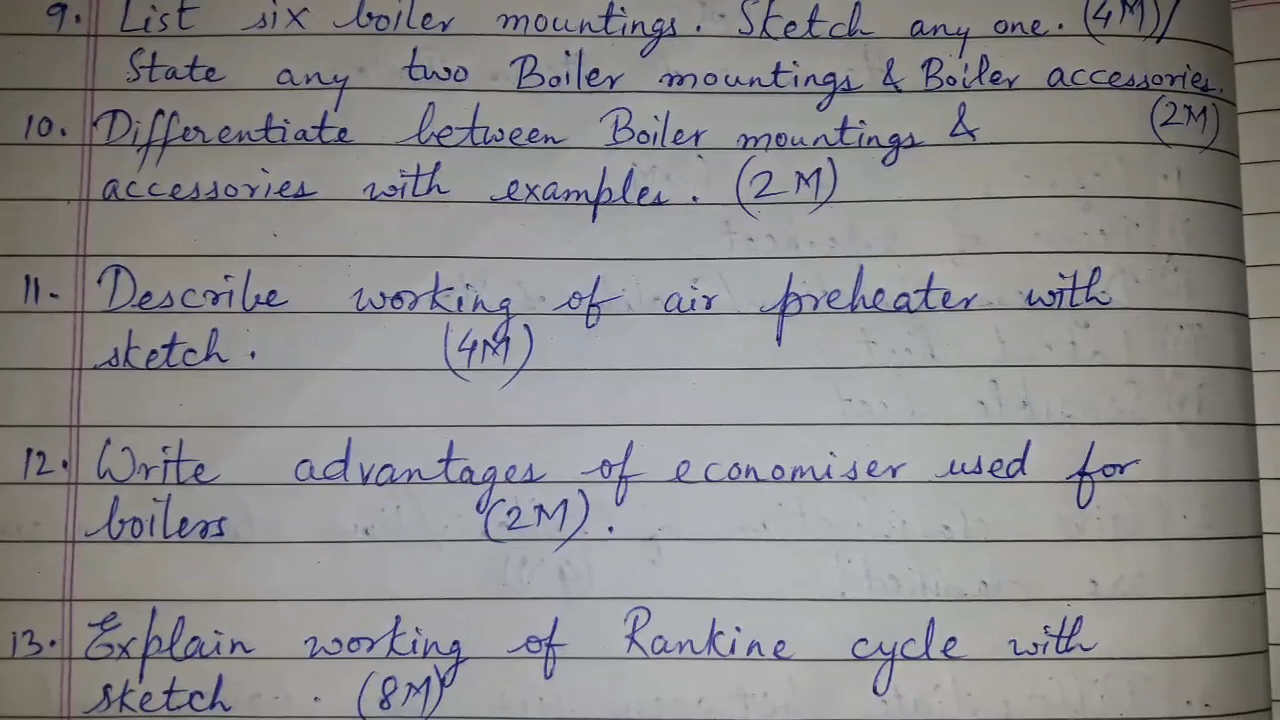 9. List six boiler mountings. Sketch any one. (4M)/
State any two Boiler mountings & Boiler accessories.
10. Differentiate between Boiler mountings & (2M)
accessories with examples. (2M)
11. Describe working of air preheater with
sketch. (4M)
12. Write advantages of economiser used for
boilers (2M).
13. Explain working of Rankine cycle with
sketch. (8M)